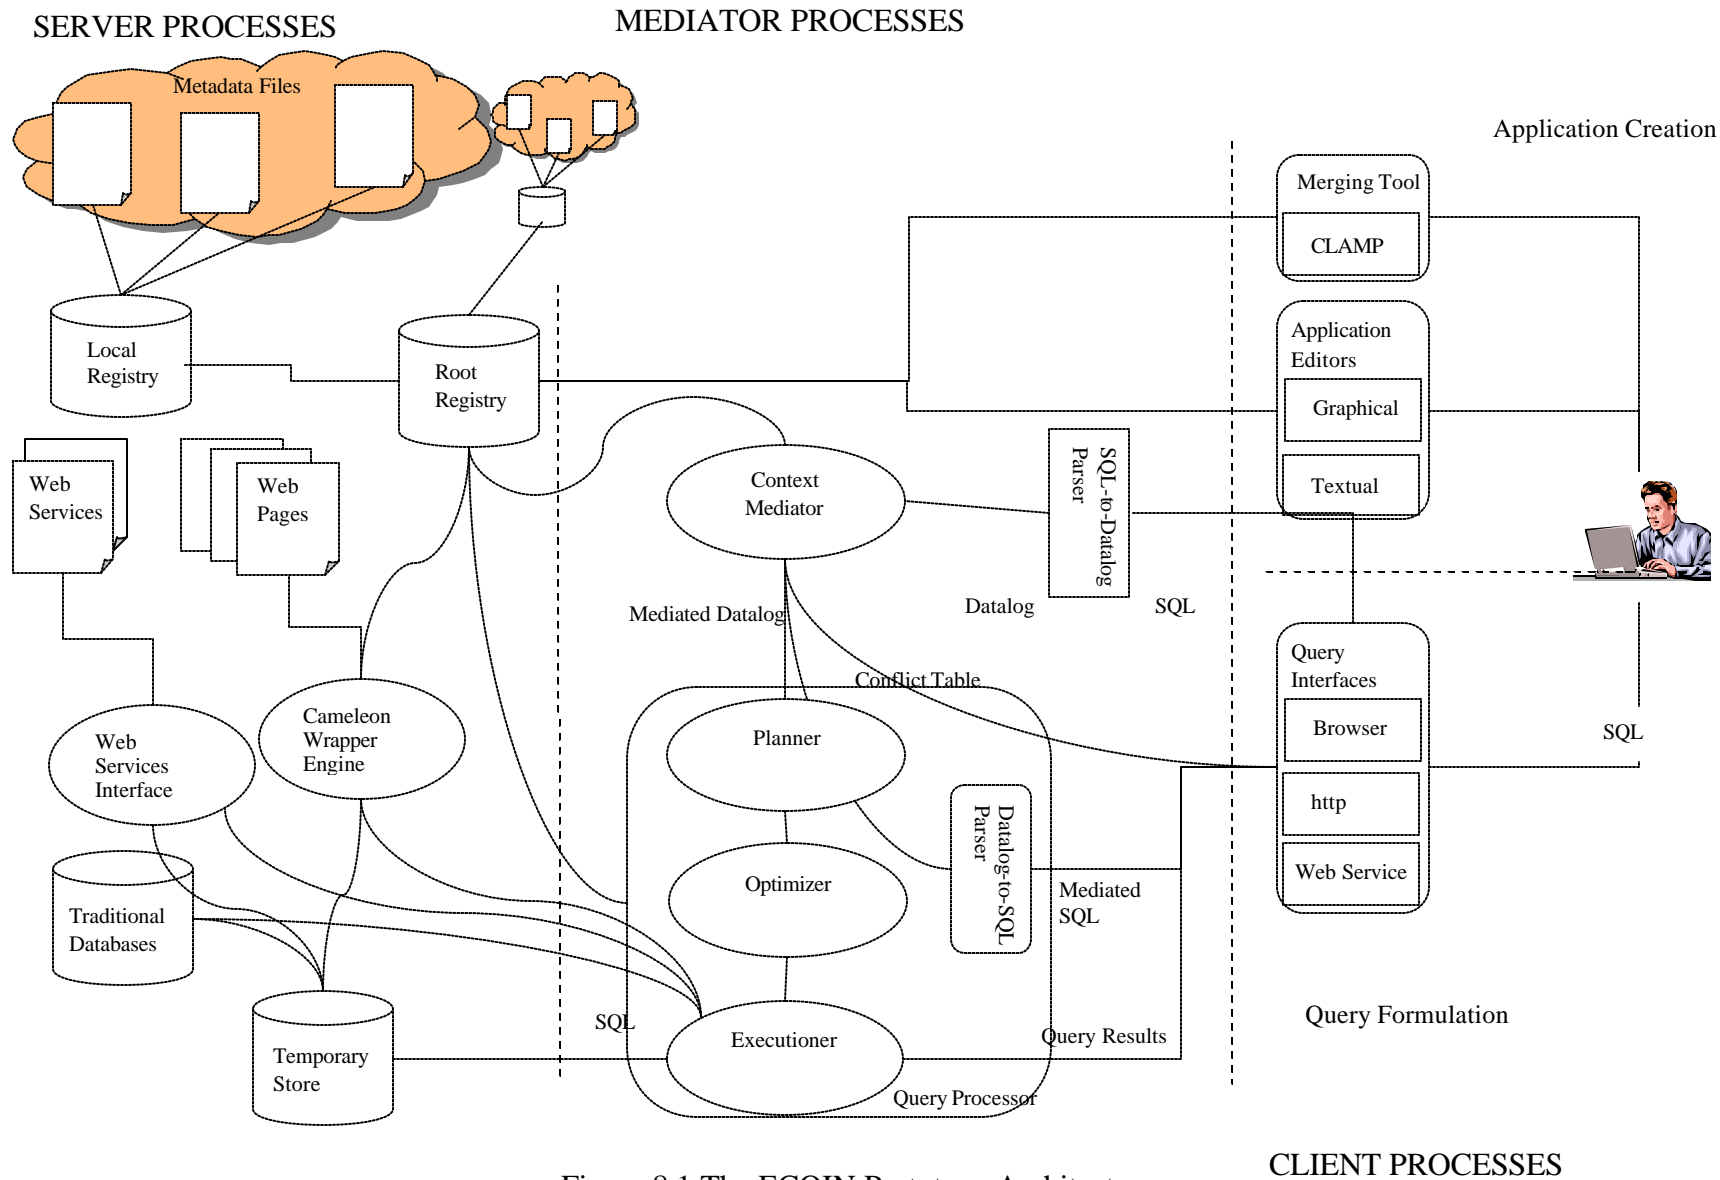 SERVER PROCESSES
MEDIATOR PROCESSES
Metadata Files
Application Creation
Merging Tool
CLAMP
Local
Registry
Root
Registry
Application
Editors
Graphical
Textual
Web
Services
Web
Pages
Context
Mediator
SQL-to-Datalog
Parser
Mediated Datalog
Datalog
SQL
Conflict Table
Query
Interfaces
Browser
http
Web Service
SQL
Web
Services
Interface
Cameleon
Wrapper
Engine
Planner
Datalog-to-SQL
Parser
Optimizer
Mediated
SQL
Traditional
Databases
Temporary
Store
SQL
Executioner
Query Results
Query Processor
Query Formulation
CLIENT PROCESSES